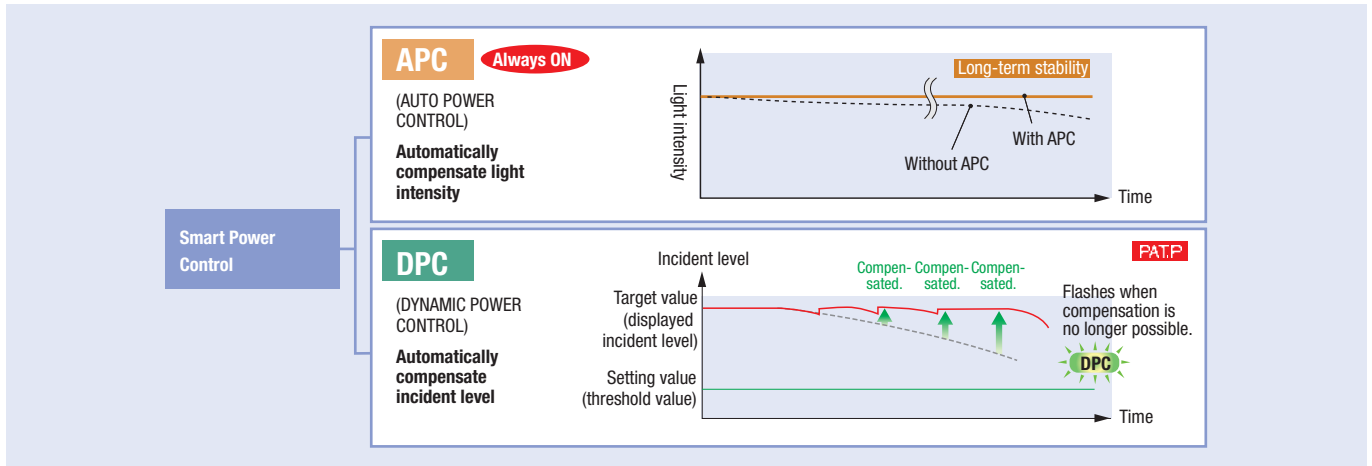 Smart Power
Control
APC
Always ON
(AUTO POWER
CONTROL)
Automatically
compensate light
intensity
Light intensity
Long-term stability
With APC
Without APC
Time
DPC
(DYNAMIC POWER
CONTROL)
Automatically
compensate
incident level
PAT.P
Incident level
Target value
(displayed
incident level)
Setting value
(threshold value)
Compen-
sated.
Compen-
sated.
Compen-
sated.
Flashes when
compensation is
no longer possible.
DPC
Time